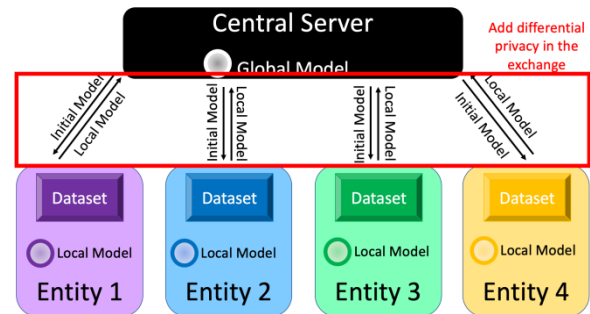 Central Server
Global Model
Add differential
privacy in the
exchange
Initial Model
Local Model
Initial Model
Local Model
Initial Model
Local Model
Local Model
Initial Model
Dataset
Dataset
Dataset
Dataset
Local Model
Local Model
Local Model
Local Model
Entity 1
Entity 2
Entity 3
Entity 4